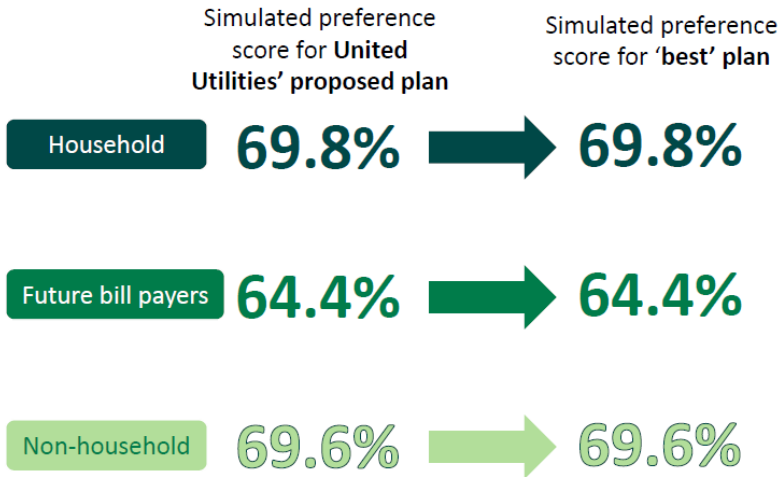 Simulated preference
score for United
Utilities’ proposed plan
Simulated preference
score for ‘best’ plan
Household
69.8%
69.8%
Future bill payers
64.4%
64.4%
Non-household
69.6%
69.6%